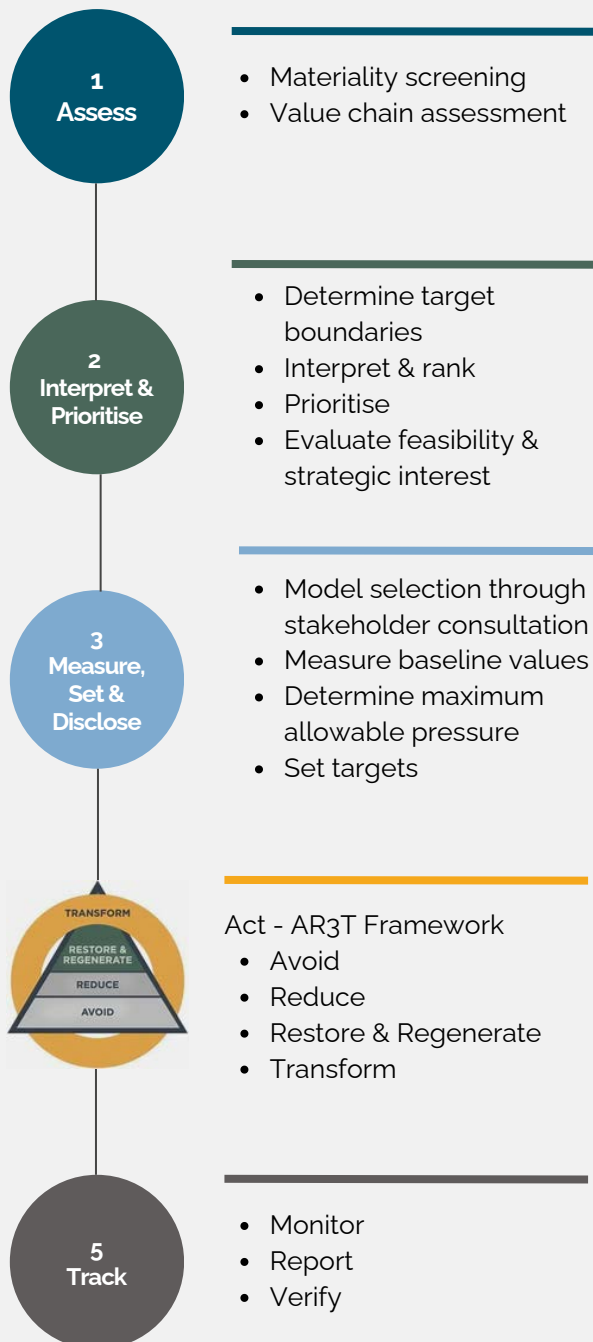 1
Assess
• Materiality screening
• Value chain assessment
2
Interpret &
Prioritise
• Determine target
boundaries
• Interpret & rank
• Prioritise
• Evaluate feasibility &
strategic interest
3
Measure,
Set &
Disclose
• Model selection through
stakeholder consultation
• Measure baseline values
• Determine maximum
allowable pressure
• Set targets
TRANSFORM
RESTORE &
REGENERATE
REDUCE
AVOID
Act - AR3T Framework
• Avoid
• Reduce
• Restore & Regenerate
• Transform
5
Track
• Monitor
• Report
• Verify